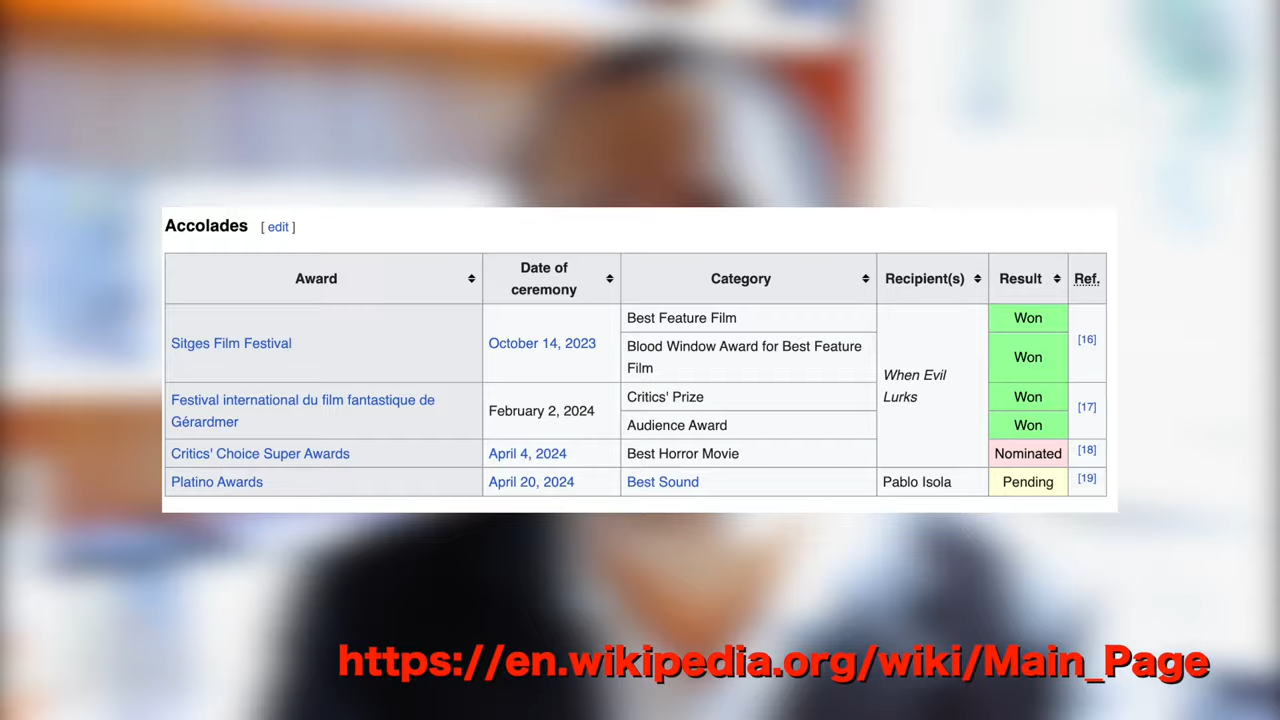 Accolades [ edit ]
Award
Date of
ceremony
Category
Recipient(s)
Result
Ref.
Sitges Film Festival
October 14, 2023
Best Feature Film
When Evil
Lurks
Won
[16]
Blood Window Award for Best Feature
Film
Won
Festival international du film fantastique de
Gérardmer
February 2, 2024
Critics' Prize
Won
[17]
Audience Award
Won
Critics' Choice Super Awards
April 4, 2024
Best Horror Movie
Nominated
[18]
Platino Awards
April 20, 2024
Best Sound
Pablo Isola
Pending
[19]
https://en.wikipedia.org/wiki/Main_Page